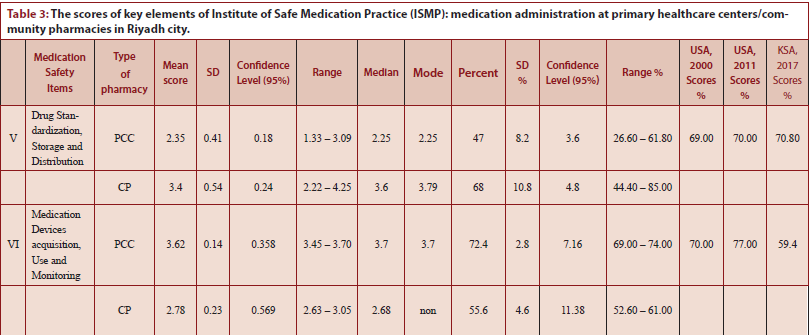 Table 3: The scores of key elements of Institute of Safe Medication Practice (ISMP): medication administration at primary healthcare centers/com-
munity pharmacies in Riyadh city.
Medication Safety Items | Type of pharmacy | Mean score | SD | Confidence Level (95%) | Range | Median | Mode | Percent | SD % | Confidence Level (95%) | Range % | USA, 2000 Scores % | USA, 2011 Scores % | KSA, 2017 Scores %
V | Drug Stan-dardization, Storage and Distribution | PCC | 2.35 | 0.41 | 0.18 | 1.33 – 3.09 | 2.25 | 2.25 | 47 | 8.2 | 3.6 | 26.60 – 61.80 | 69.00 | 70.00 | 70.80
CP | 3.4 | 0.54 | 0.24 | 2.22 – 4.25 | 3.6 | 3.79 | 68 | 10.8 | 4.8 | 44.40 – 85.00
VI | Medication Devices acquisition, Use and Monitoring | PCC | 3.62 | 0.14 | 0.358 | 3.45 – 3.70 | 3.7 | 3.7 | 72.4 | 2.8 | 7.16 | 69.00 – 74.00 | 70.00 | 77.00 | 59.4
CP | 2.78 | 0.23 | 0.569 | 2.63 – 3.05 | 2.68 | non | 55.6 | 4.6 | 11.38 | 52.60 – 61.00